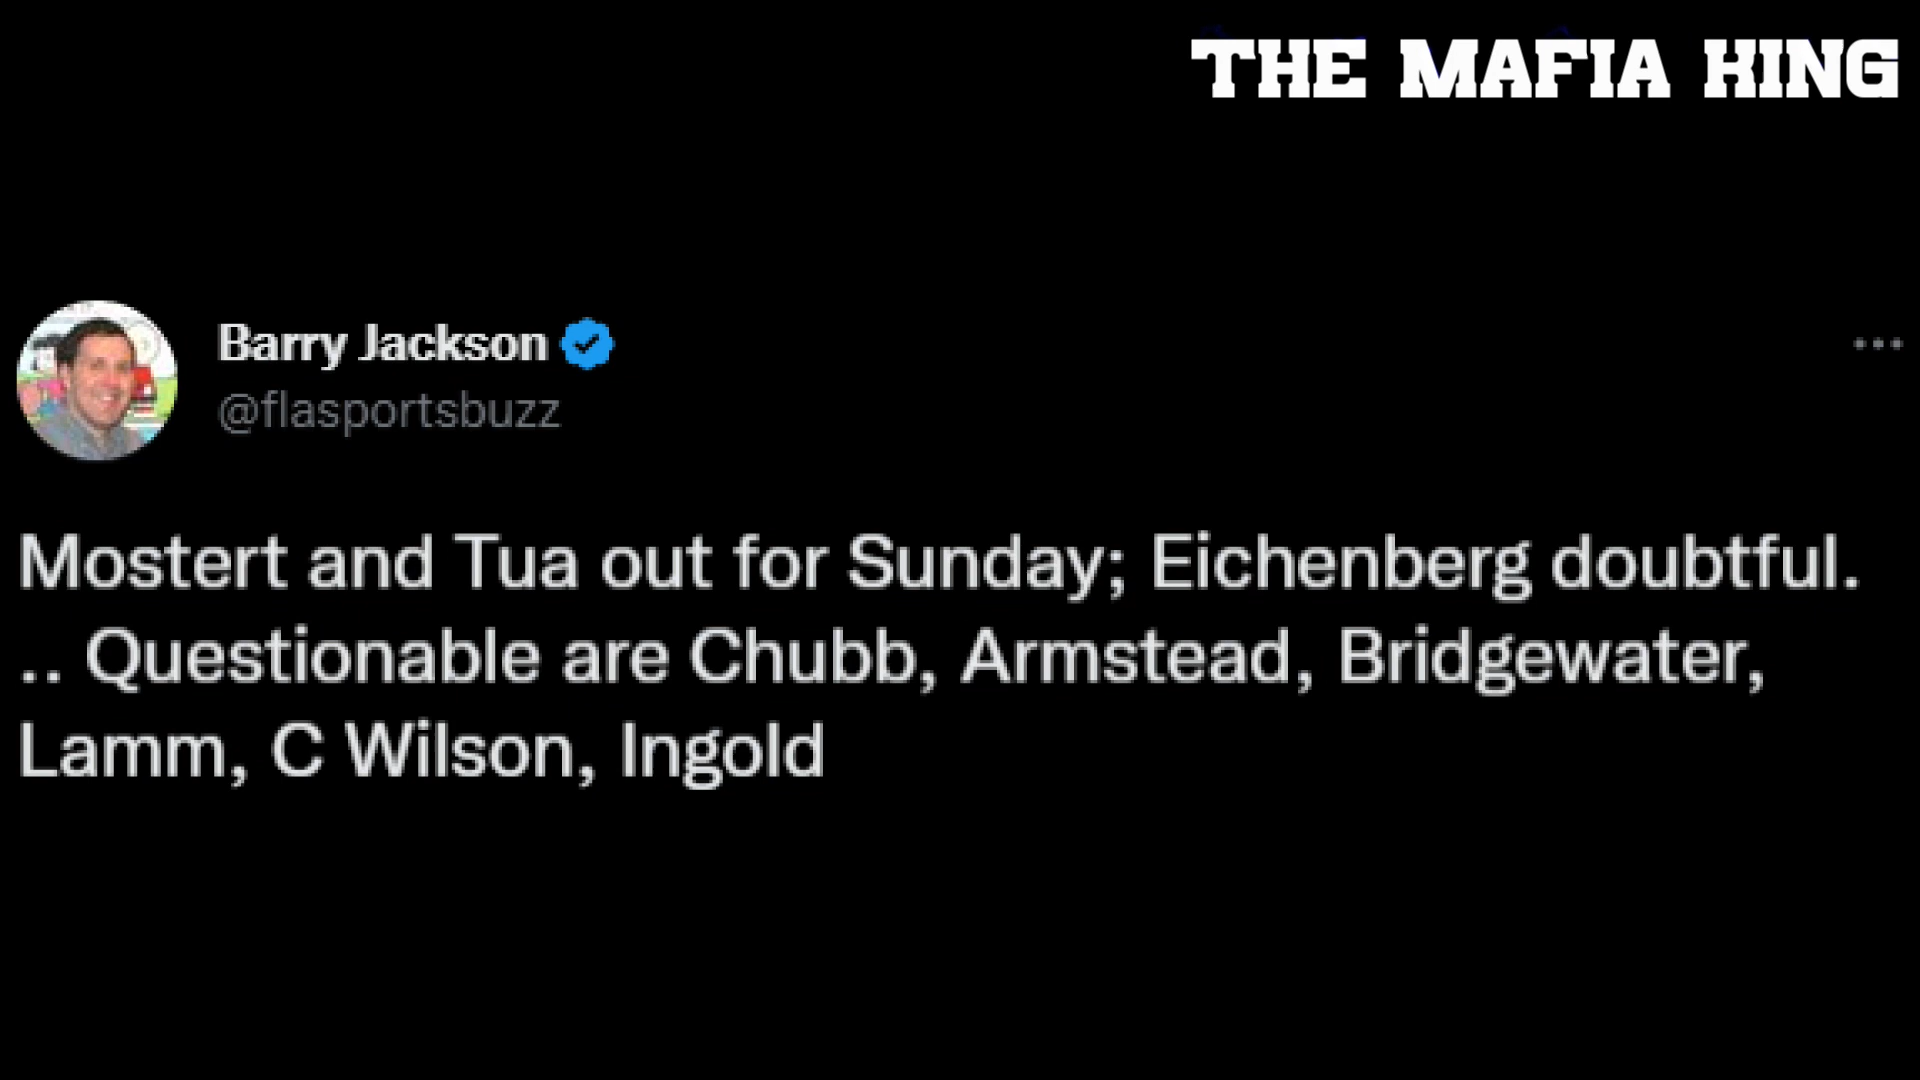 THE MAFIA KING
Barry Jackson
@flasportsbuzz
Mostert and Tua out for Sunday; Eichenberg doubtful.
.. Questionable are Chubb, Armstead, Bridgewater,
Lamm, C Wilson, Ingold